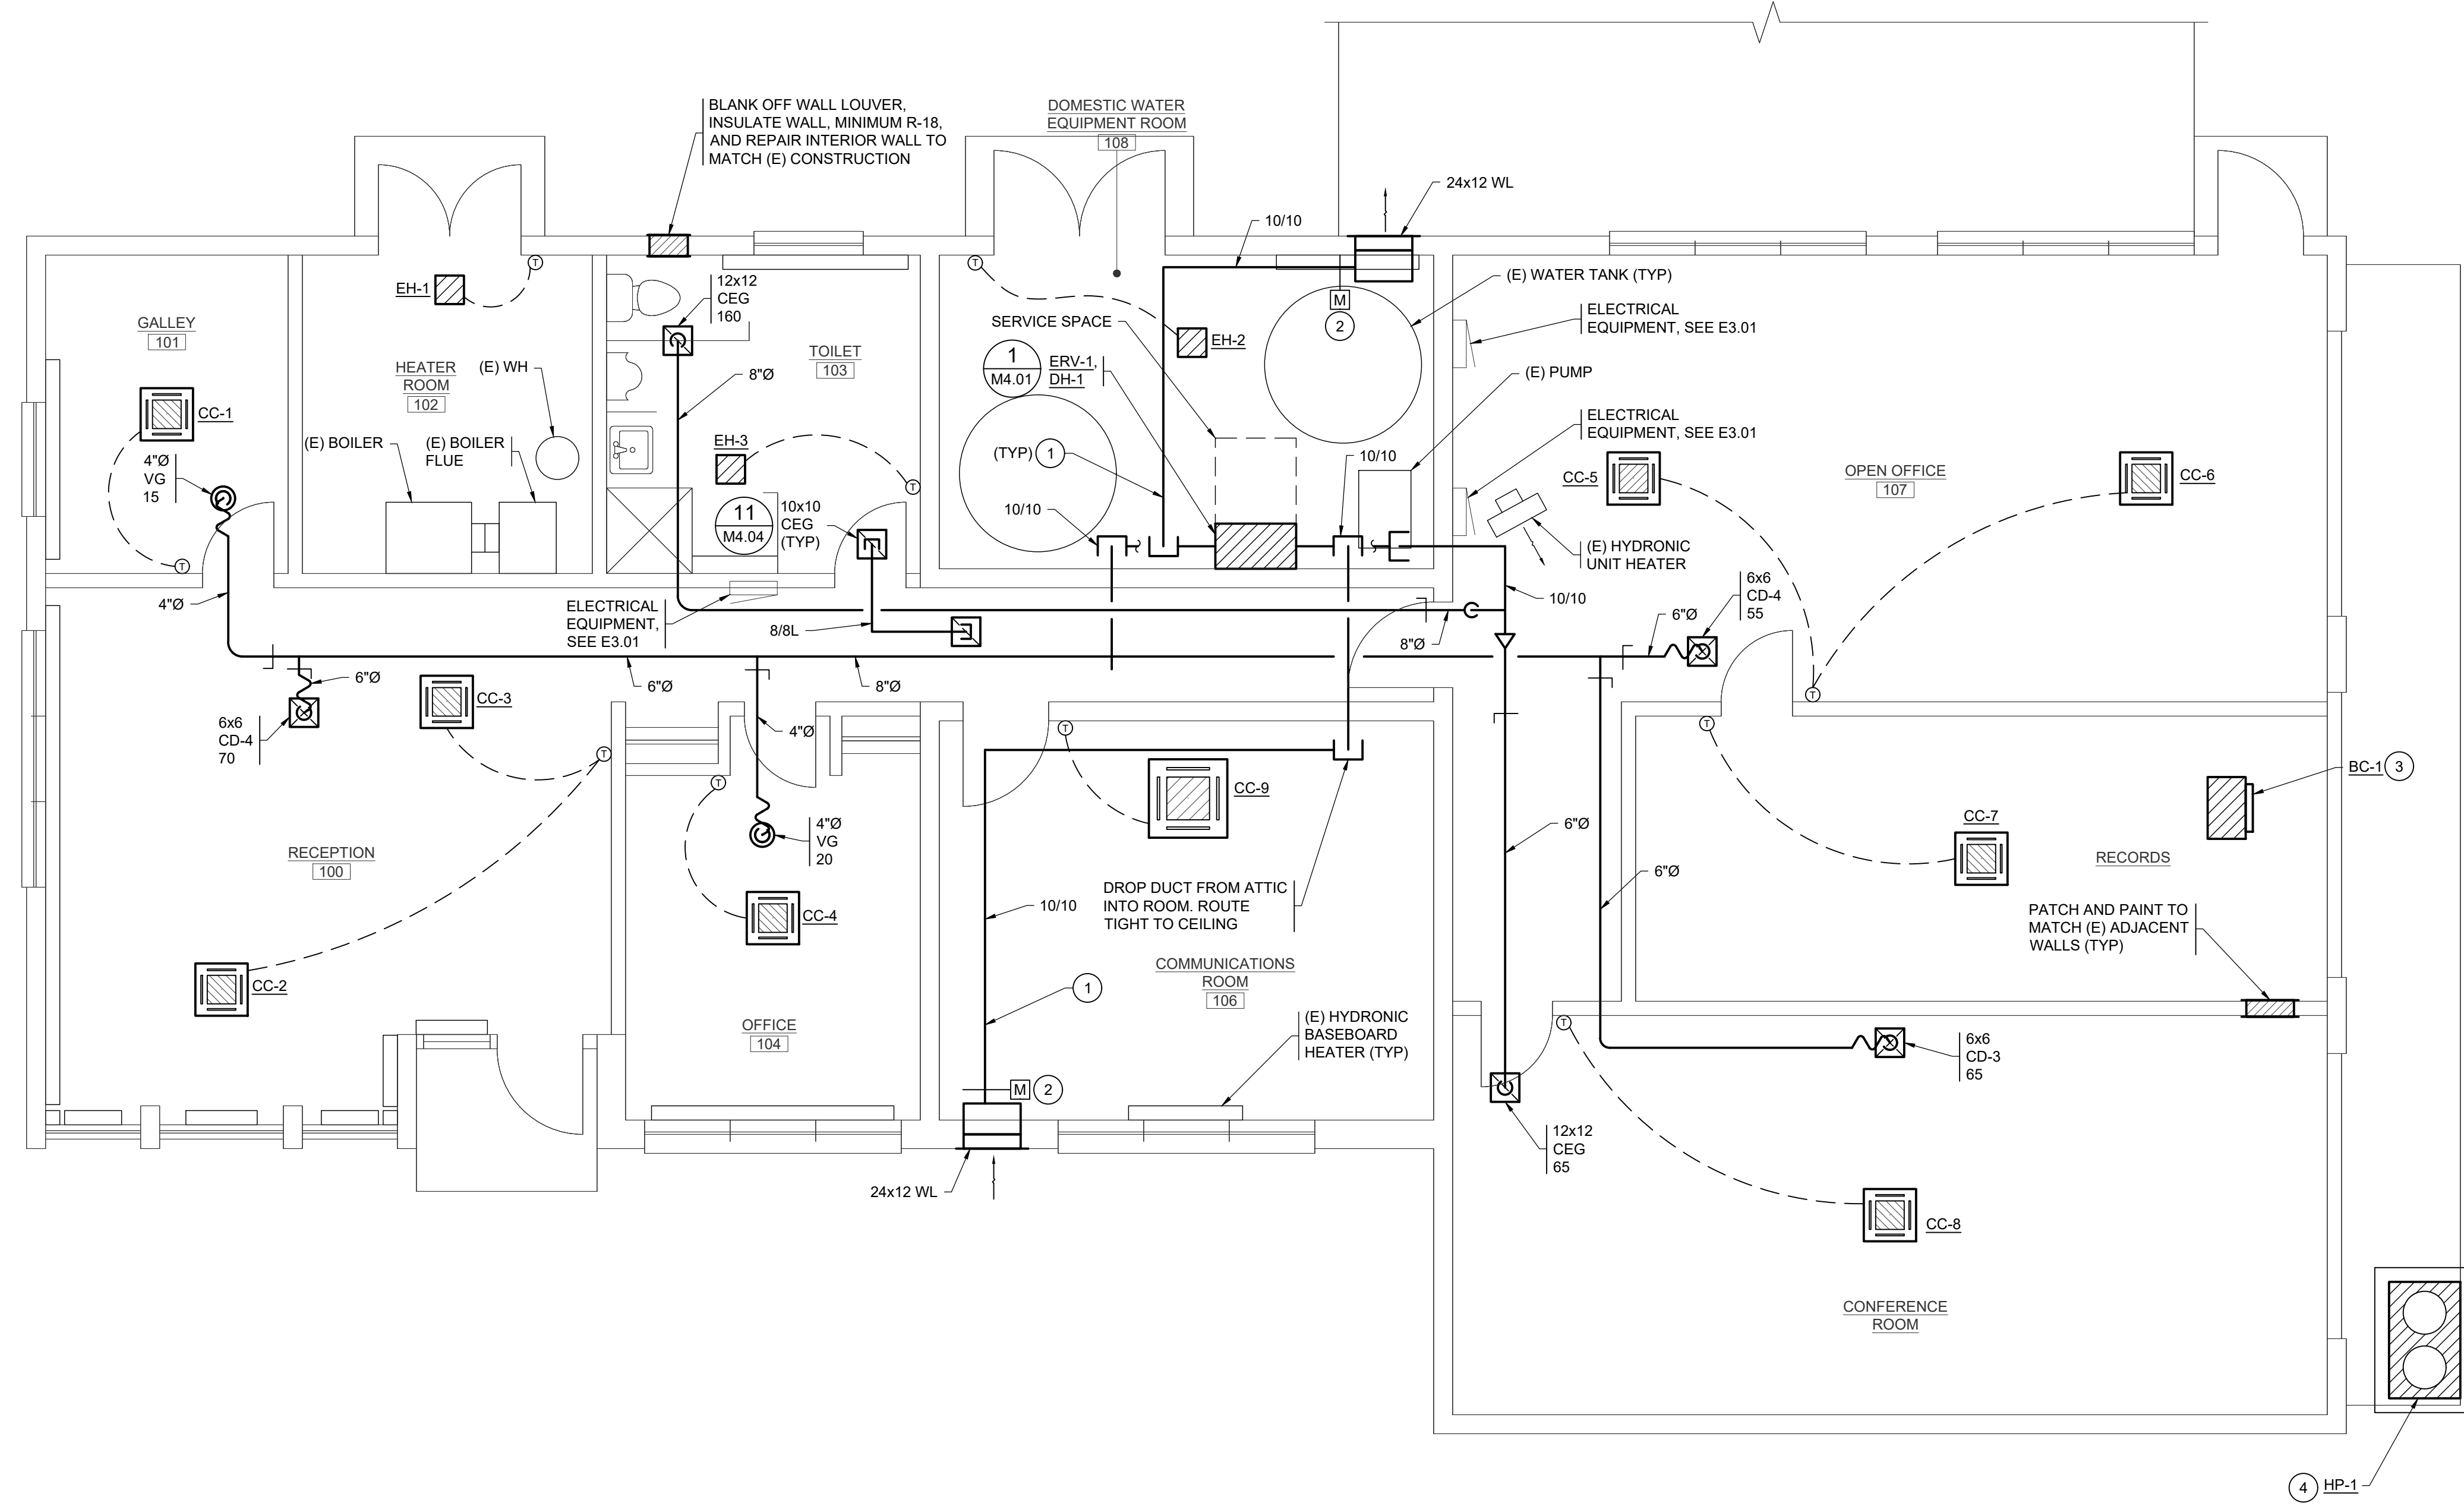 BLANK OFF WALL LOUVER,
INSULATE WALL, MINIMUM R-18,
AND REPAIR INTERIOR WALL TO
MATCH (E) CONSTRUCTION
DOMESTIC WATER
EQUIPMENT ROOM
108
24x12 WL
10/10
(E) WATER TANK (TYP)
ELECTRICAL
EQUIPMENT, SEE E3.01
EH-1
T
T
12x12
CEG
160
M
2
SERVICE SPACE
EH-2
GALLEY
101
HEATER
ROOM
102
(E) WH
TOILET
103
8"Ø
1
M4.01
ERV-1,
DH-1
(E) PUMP
CC-1
4"Ø
VG
15
(E) BOILER
(E) BOILER
FLUE
EH-3
(TYP)
1
10/10
ELECTRICAL
EQUIPMENT, SEE E3.01
CC-5
OPEN OFFICE
107
CC-6
T
11
M4.04
10x10
CEG
(TYP)
10/10
T
(E) HYDRONIC
UNIT HEATER
4"Ø
ELECTRICAL
EQUIPMENT,
SEE E3.01
8/8L
8"Ø
10/10
6"Ø
6x6
CD-4
55
6"Ø
6x6
CD-4
70
CC-3
6"Ø
8"Ø
T
T
4"Ø
T
T
T
CC-9
BC-1
3
4"Ø
VG
20
6"Ø
CC-7
RECORDS
RECEPTION
100
6"Ø
DROP DUCT FROM ATTIC
INTO ROOM. ROUTE
TIGHT TO CEILING
10/10
CC-4
PATCH AND PAINT TO
MATCH (E) ADJACENT
WALLS (TYP)
CC-2
COMMUNICATIONS
ROOM
106
1
OFFICE
104
(E) HYDRONIC
BASEBOARD
HEATER (TYP)
T
6x6
CD-3
65
M
2
12x12
CEG
65
24x12 WL
CC-8
CONFERENCE
ROOM
4
HP-1